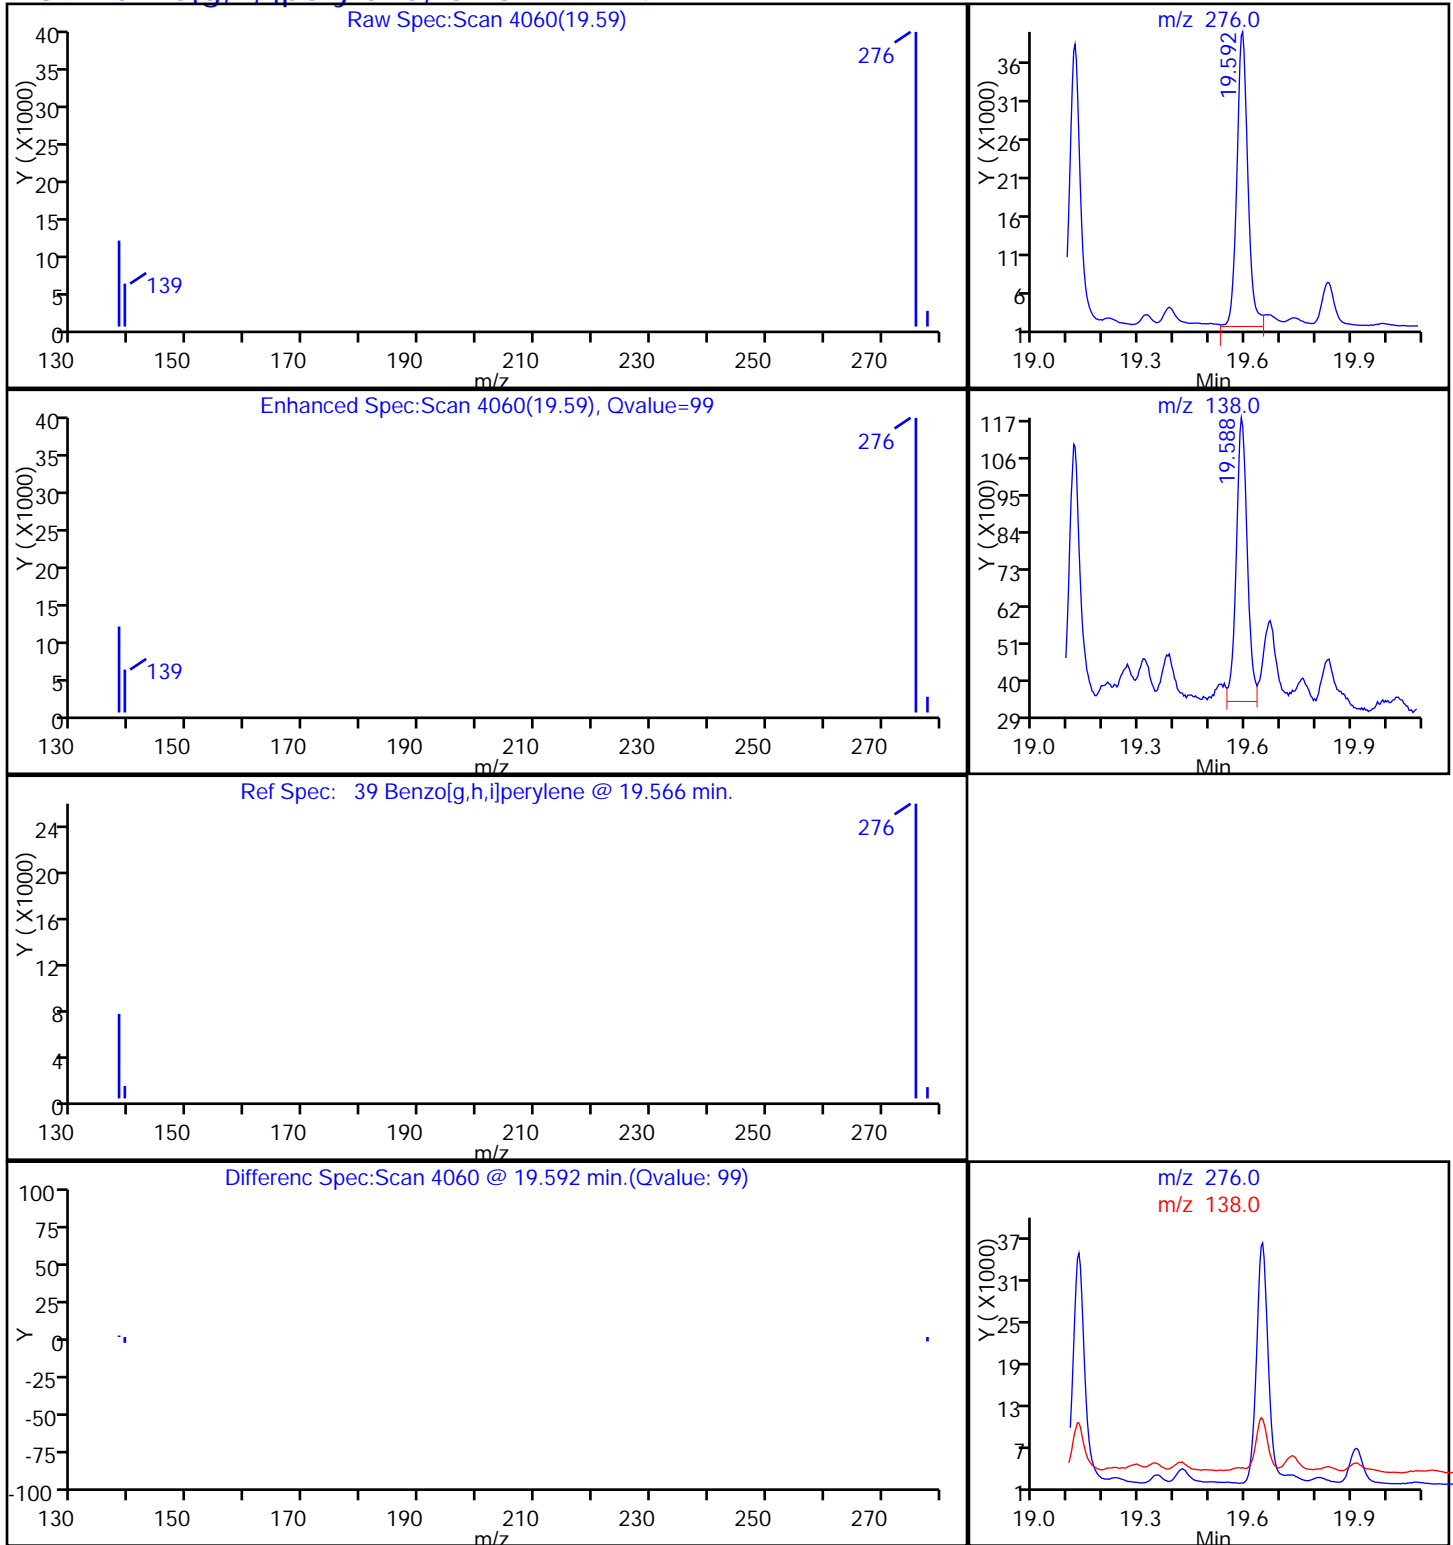 Raw Spec:Scan 4060(19.59)
40
35
30
25
20
15
10
5
0
Y ( X1000)
276
139
130 150 170 190 210 230 250 270
m/z
m/z 276.0
36
31
26
21
16
11
6
1
Y ( X1000)
19.592
19.0 19.3 19.6 19.9
Min
Enhanced Spec:Scan 4060(19.59), Qvalue=99
40
35
30
25
20
15
10
5
0
Y ( X1000)
276
139
130 150 170 190 210 230 250 270
m/z
m/z 138.0
117
106
95
84
73
62
51
40
29
Y ( X100)
19.588
19.0 19.3 19.6 19.9
Min
Ref Spec: 39 Benzo[g,h,i]perylene @ 19.566 min.
24
20
16
12
8
4
0
Y ( X1000)
276
130 150 170 190 210 230 250 270
m/z
Differenc Spec:Scan 4060 @ 19.592 min.(Qvalue: 99)
100
75
50
25
0
-25
-50
-75
-100
Y
130 150 170 190 210 230 250 270
m/z
m/z 276.0
m/z 138.0
37
31
25
19
13
7
1
Y ( X1000)
19.0 19.3 19.6 19.9
Min